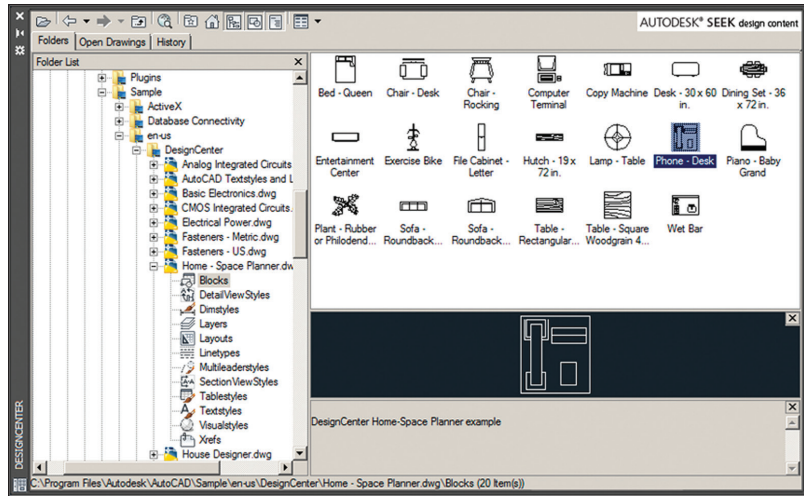 AUTODESK® SEEK design content
Folders
Open Drawings
History
Folder List
Plugins
Sample
ActiveX
Database Connectivity
en-us
DesignCenter
Analog Integrated Circuits
AutoCAD Textstyles and L
Basic Electronics.dwg
CMOS Integrated Circuits.
Electrical Power.dwg
Fasteners - Metric.dwg
Fasteners - US.dwg
Home - Space Planner.dw
Blocks
DetailViewStyles
Dimstyles
Layers
Layouts
Linetypes
Multileaderstyles
SectionViewStyles
Tablestyles
Textstyles
Visualstyles
Xrefs
House Designer.dwg
Bed - Queen
Chair - Desk
Chair -
Rocking
Computer
Terminal
Copy Machine
Desk - 30 x 60
in.
Dining Set - 36
x 72 in.
Entertainment
Center
Exercise Bike
File Cabinet -
Letter
Hutch - 19 x
72 in.
Lamp - Table
Phone - Desk
Piano - Baby
Grand
Plant - Rubber
or Philodend...
Sofa -
Roundback...
Sofa -
Roundback...
Table -
Rectangular...
Table - Square
Woodgrain 4...
Wet Bar
DesignCenter Home-Space Planner example
DESIGNCENTER
C:\Program Files\Autodesk\AutoCAD\Sample\en-us\DesignCenter\Home - Space Planner.dwg\Blocks (20 Item(s))